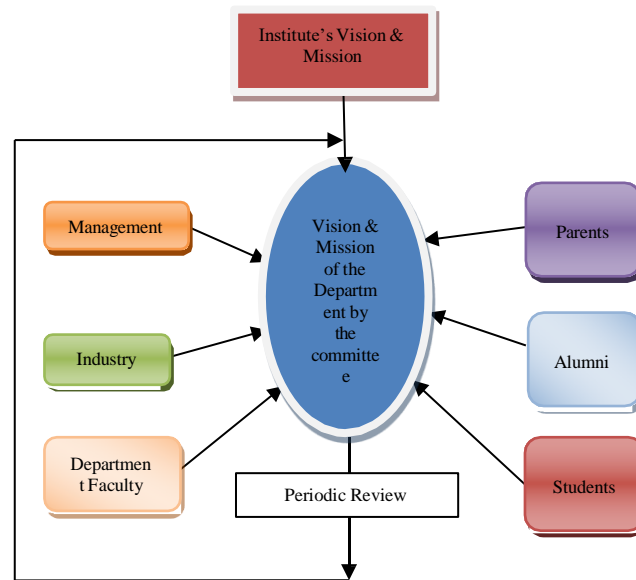 Institute’s Vision &
Mission
Management
Vision &
Mission
of the
Departm
ent by
the
committe
e
Parents
Industry
Alumni
Departmen
t Faculty
Students
Periodic Review